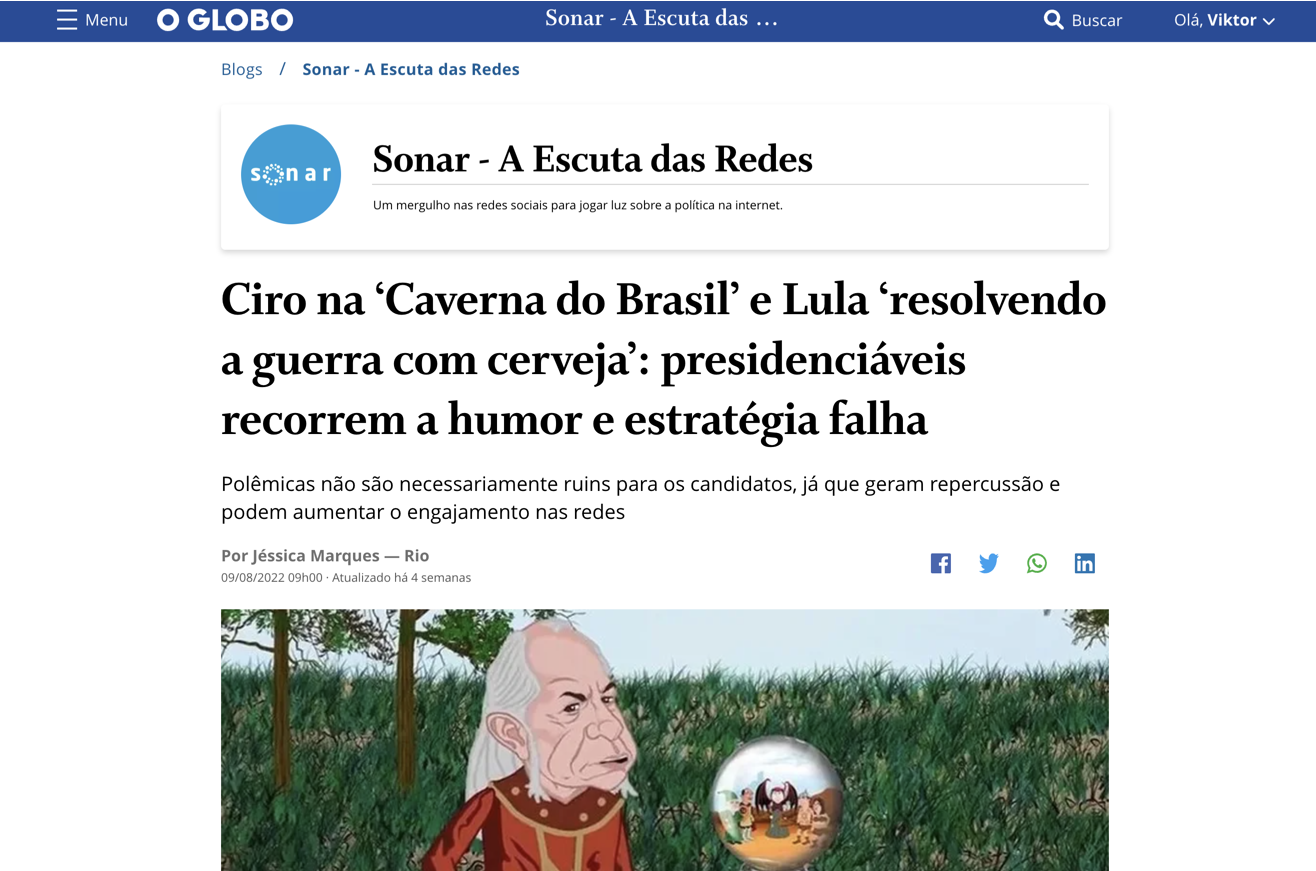 Menu
O GLOBO
Sonar - A Escuta das ...
Buscar
Olá, Viktor
Blogs / Sonar - A Escuta das Redes
sonar
Sonar - A Escuta das Redes
Um mergulho nas redes sociais para jogar luz sobre a política na internet.
Ciro na ‘Caverna do Brasil’ e Lula ‘resolvendo
a guerra com cerveja’: presidenciáveis
recorrem a humor e estratégia falha
Polêmicas não são necessariamente ruins para os candidatos, já que geram repercussão e
podem aumentar o engajamento nas redes
Por Jéssica Marques — Rio
09/08/2022 09h00 · Atualizado há 4 semanas